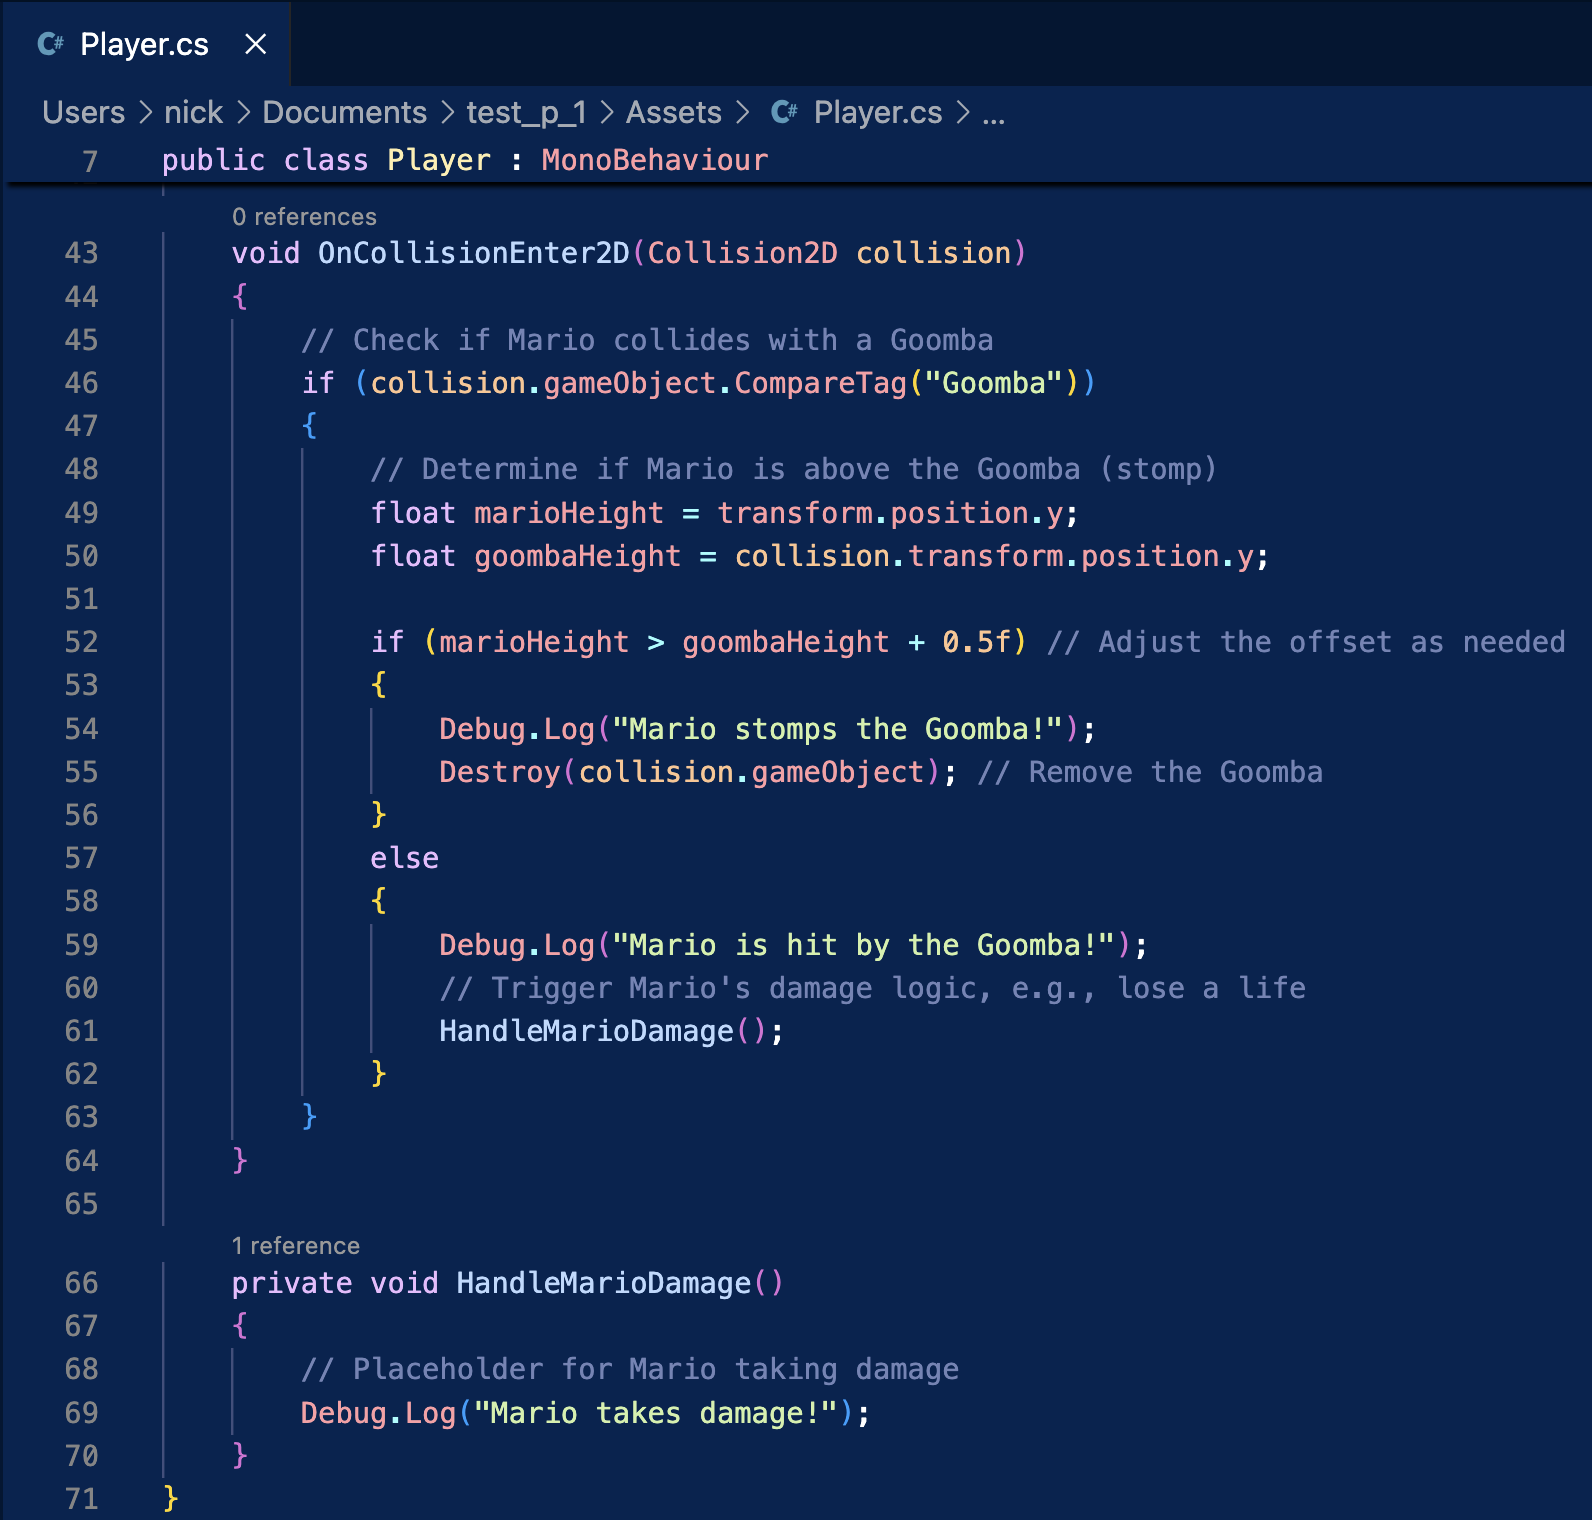 C# Player.cs ×
Users > nick > Documents > test_p_1 > Assets > C# Player.cs > ...
7 public class Player : MonoBehaviour
0 references
43 void OnCollisionEnter2D(Collision2D collision)
44 {
45 // Check if Mario collides with a Goomba
46 if (collision.gameObject.CompareTag("Goomba"))
47 {
48 // Determine if Mario is above the Goomba (stomp)
49 float marioHeight = transform.position.y;
50 float goombaHeight = collision.transform.position.y;
51
52 if (marioHeight > goombaHeight + 0.5f) // Adjust the offset as needed
53 {
54 Debug.Log("Mario stomps the Goomba!");
55 Destroy(collision.gameObject); // Remove the Goomba
56 }
57 else
58 {
59 Debug.Log("Mario is hit by the Goomba!");
60 // Trigger Mario's damage logic, e.g., lose a life
61 HandleMarioDamage();
62 }
63 }
64 }
65
1 reference
66 private void HandleMarioDamage()
67 {
68 // Placeholder for Mario taking damage
69 Debug.Log("Mario takes damage!");
70 }
71 }